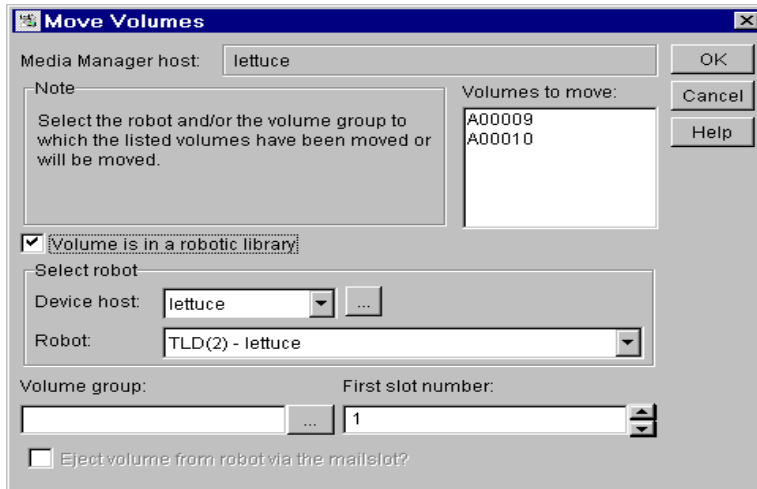 Move Volumes
Media Manager host: lettuce
OK
Note
Volumes to move:
Cancel
Select the robot and/or the volume group to
which the listed volumes have been moved or
will be moved.
A00009
A00010
Help
Volume is in a robotic library
Select robot
Device host: lettuce ...
Robot: TLD(2) - lettuce
Volume group: First slot number:
... 1
Eject volume from robot via the mailslot?